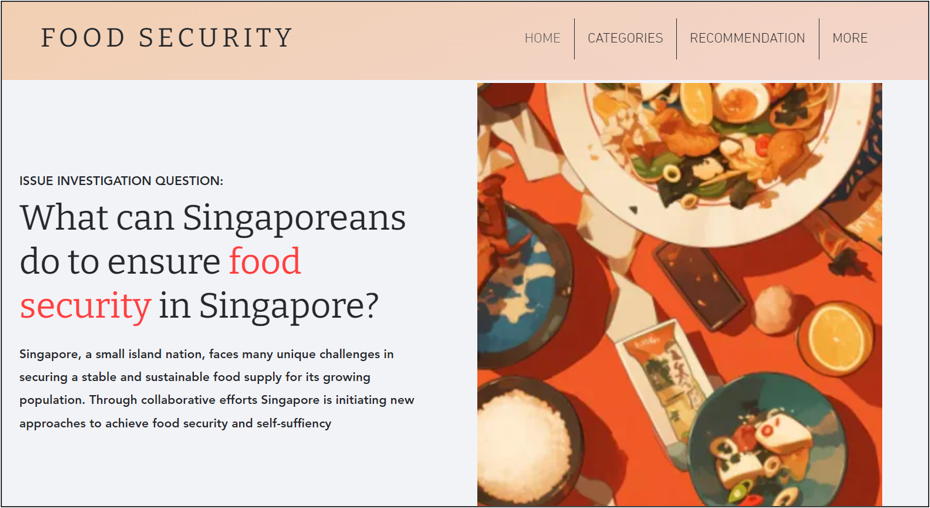 FOOD SECURITY
HOME
CATEGORIES
RECOMMENDATION
MORE
ISSUE INVESTIGATION QUESTION:
What can Singaporeans
do to ensure food
security in Singapore?
Singapore, a small island nation, faces many unique challenges in
securing a stable and sustainable food supply for its growing
population. Through collaborative efforts Singapore is initiating new
approaches to achieve food security and self-suffiency